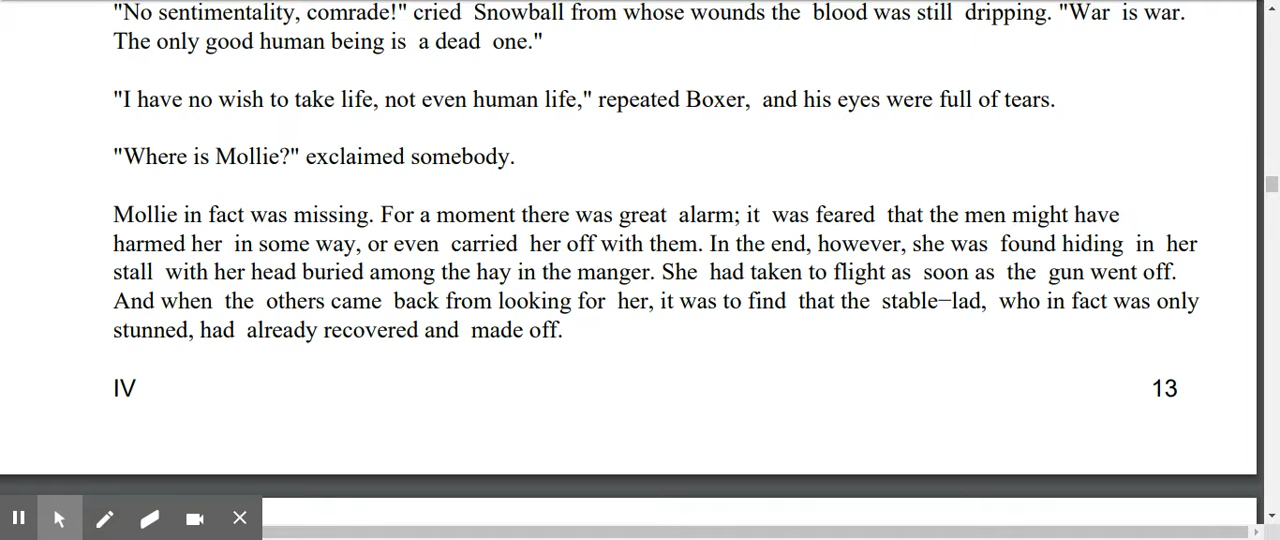 "No sentimentality, comrade!" cried Snowball from whose wounds the blood was still dripping. "War is war.
The only good human being is a dead one."
"I have no wish to take life, not even human life," repeated Boxer, and his eyes were full of tears.
"Where is Mollie?" exclaimed somebody.
Mollie in fact was missing. For a moment there was great alarm; it was feared that the men might have
harmed her in some way, or even carried her off with them. In the end, however, she was found hiding in her
stall with her head buried among the hay in the manger. She had taken to flight as soon as the gun went off.
And when the others came back from looking for her, it was to find that the stable−lad, who in fact was only
stunned, had already recovered and made off.
IV 13